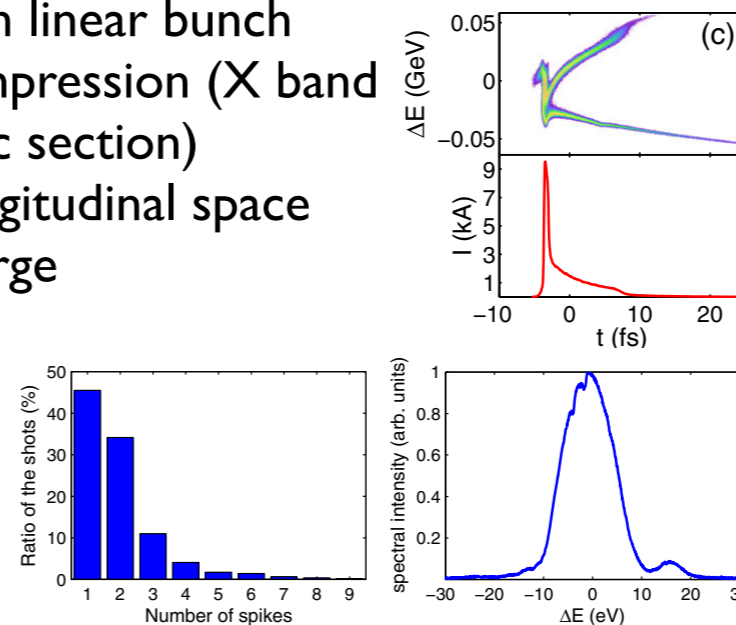 linear bunch
(X band
section)
space
(c)
ΔE (GeV)
0.05
0
−0.05
I (kA)
9
7
5
3
1
−10 0 10 20
t (fs)
Ratio of the shots (%)
50
40
30
20
10
0
1 2 3 4 5 6 7 8 9
Number of spikes
spectral intensity (arb. units)
1
0.8
0.6
0.4
0.2
−30 −20 −10 0 10 20
ΔE (eV)